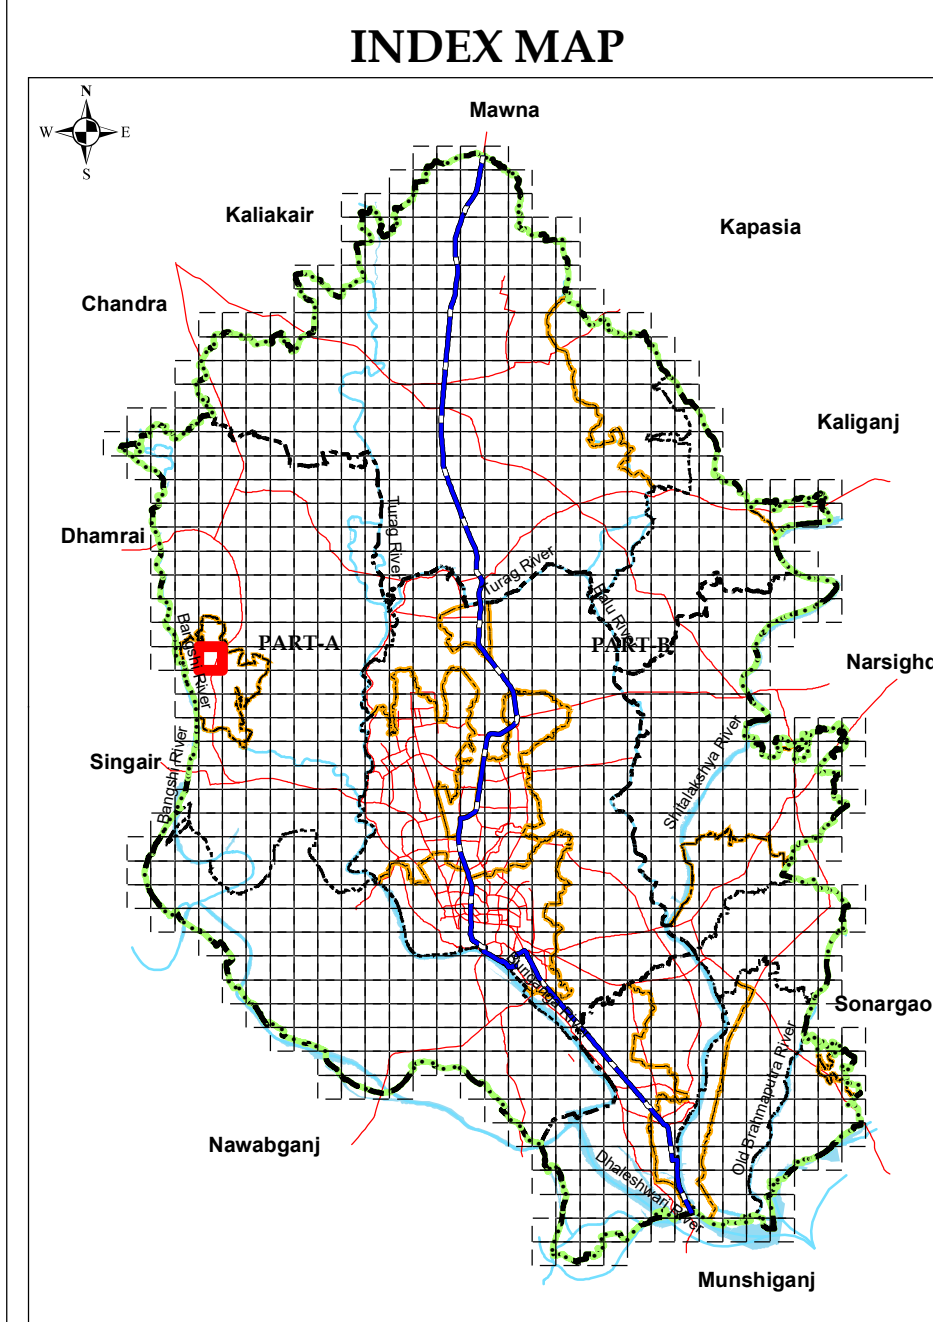 INDEX MAP
N
W E
S
Mawna
Kaliakair
Kapasia
Chandra
Kaliganj
Dhamrai
Turag River
Turag River
Balu River
Bangshi River
PART-A
PART-B
Narsighd
Singair
Bangshi River
Shitalakshya River
Buriganga River
Sonargao
Old Brahmaputra River
Nawabganj
Dhaleshwari River
Munshiganj